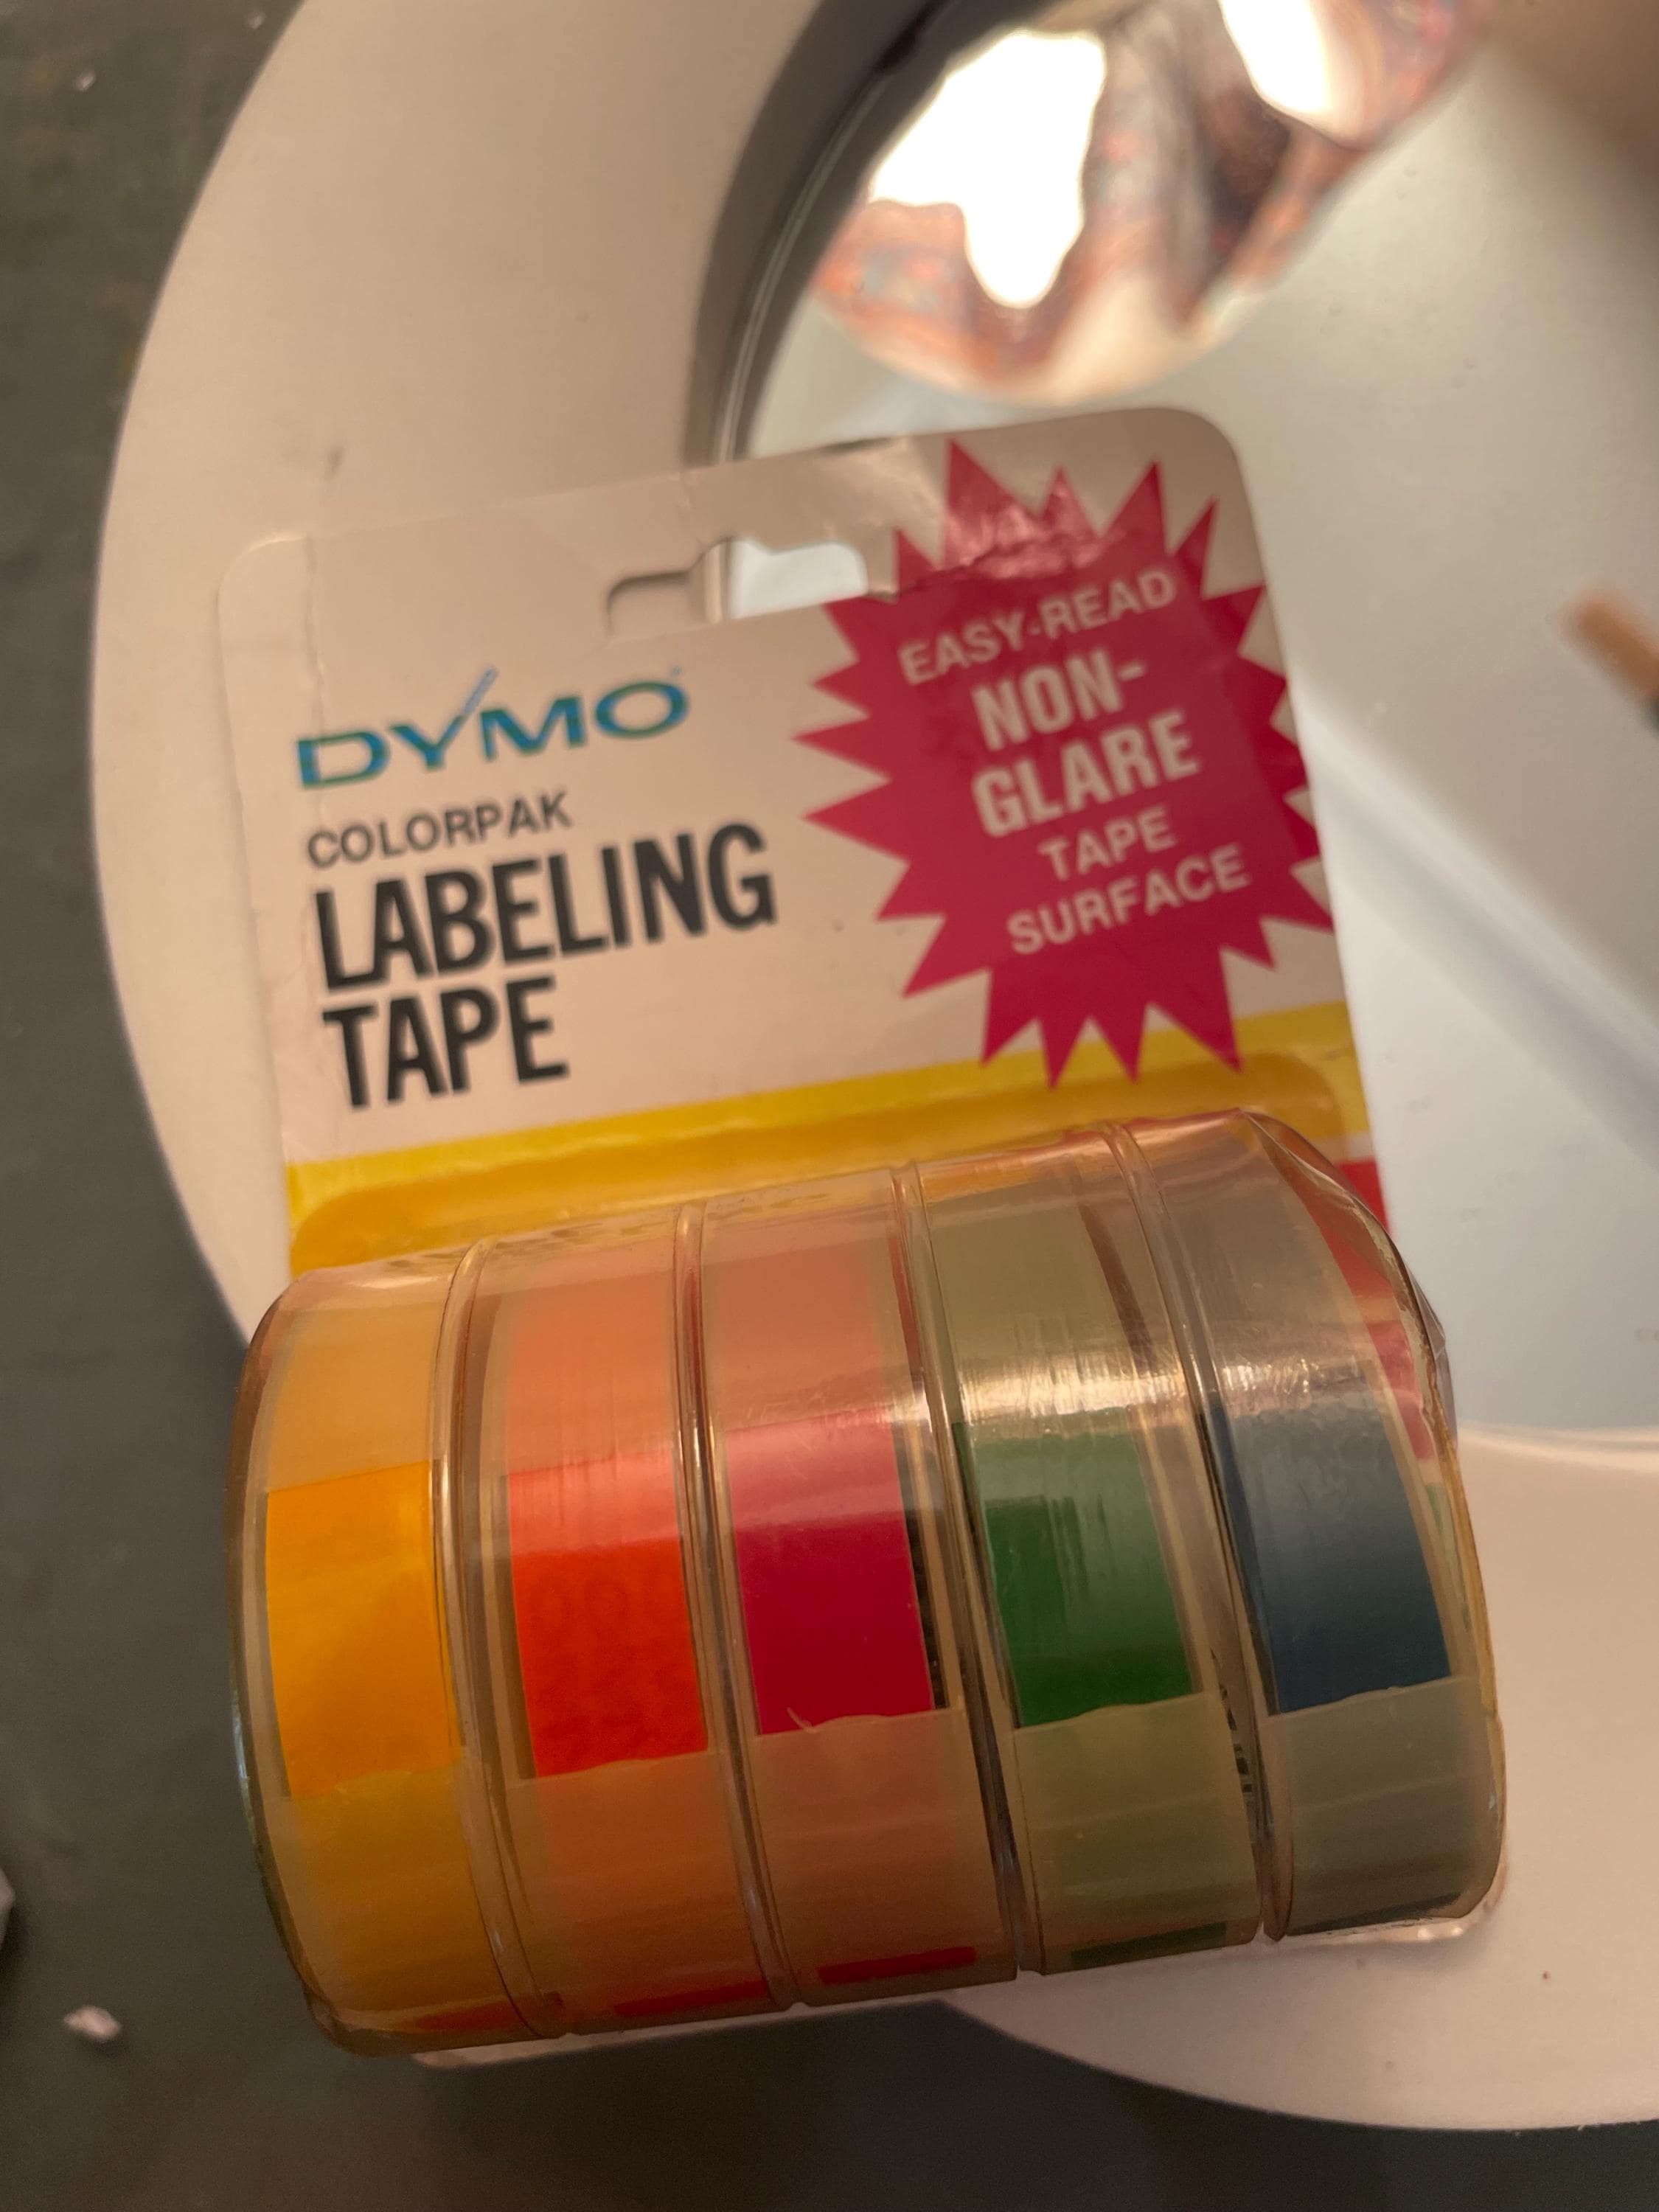 DYMO
COLORPAK
LABELING
TAPE
EASY-READ
NON-
GLARE
TAPE
SURFACE